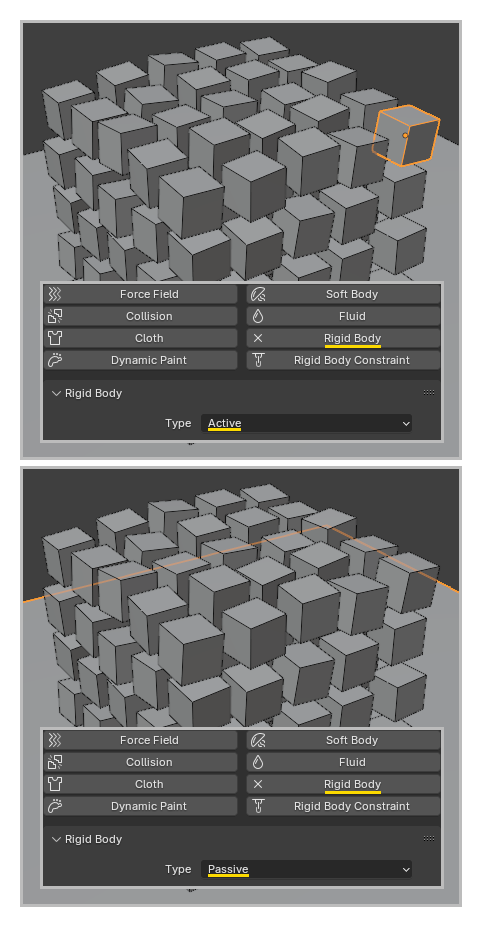 Force Field Soft Body
Collision Fluid
Cloth Rigid Body
Dynamic Paint Rigid Body Constraint
Rigid Body
Type Active
Force Field Soft Body
Collision Fluid
Cloth Rigid Body
Dynamic Paint Rigid Body Constraint
Rigid Body
Type Passive